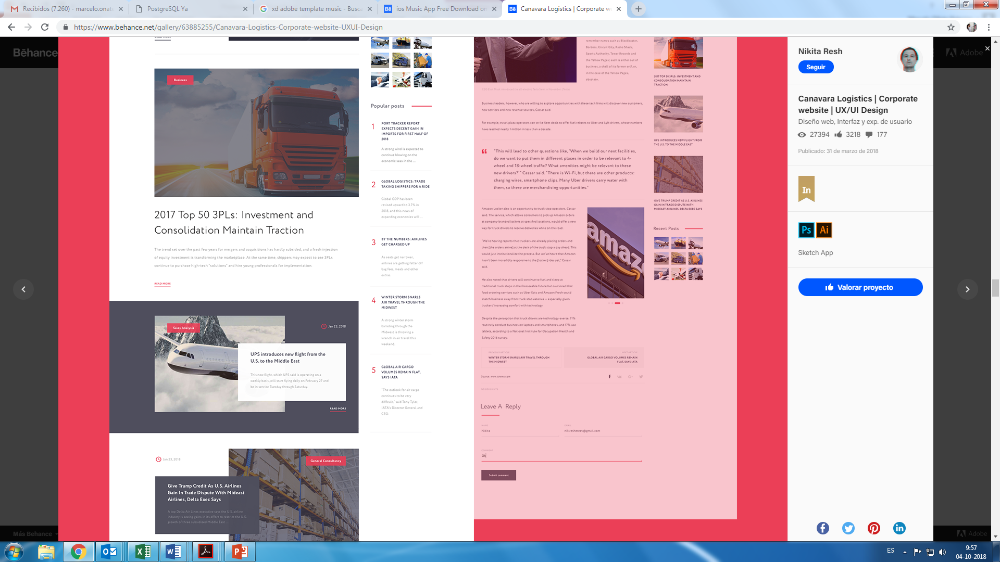 Recibidos (7.260) - marcelo.onate
PostgreSQL Ya
xd adobe template music - Busca
ios Music App Free Download on
Canavara Logistics | Corporate we
https://www.behance.net/gallery/63885255/Canavara-Logistics-Corporate-website-UXUI-Design
Bēhance
Adobe
READ MORE
Business
2017 Top 50 3PLs: Investment and
Consolidation Maintain Traction
The trend set over the past few years for mergers and acquisitions has hardly subsided, and a fresh injection
of equity investment is transforming the marketplace. At the same time, shippers may expect to see 3PLs
continue to purchase high-tech "solutions" and hire young professionals for implementation.
READ MORE
Sales Analysis
Jan 23, 2018
UPS introduces new flight from the
U.S. to the Middle East
This new flight, which UPS said is operating on a
weekly basis, will start flying daily on February 27 and
be in service Tuesday through Saturday.
READ MORE
Jan 23, 2018
General Consultancy
Give Trump Credit As U.S. Airlines
Gain In Trade Dispute With Mideast
Airlines, Delta Exec Says
A top Delta Air Lines executive says the U.S. airline
industry is seeing gains in its effort to restrict the U.S.
growth of three subsidized Middle East ...
Popular posts
1
PORT TRACKER REPORT
EXPECTS DECENT GAIN IN
IMPORTS FOR FIRST HALF OF
2018
A strong wind is expected to
continue blowing on the
economic seas in the ...
2
GLOBAL LOGISTICS: TRADE
TAKING SHIPPERS FOR A RIDE
Global GDP has been
revised upward to 3.7% in
2018, and this news of
expanding economies will ...
3
BY THE NUMBERS: AIRLINES
GET CHARGED UP
As seats get narrower,
airlines are getting fatter off
bag fees, meals and other
extras.
4
WINTER STORM SNARLS
AIR TRAVEL THROUGH THE
MIDWEST
A strong winter storm
barreling through the
Midwest is throwing a
wrench in air travel this
weekend.
5
GLOBAL AIR CARGO
VOLUMES REMAIN FLAT,
SAYS IATA
"The outlook for air cargo
continues to be very
difficult," said Tony Tyler,
IATA's Director General and
CEO.
remember names such as Blockbuster,
Borders, Circuit City, Radio Shack,
Sports Authority, Tower Records and
the Yellow Pages; each is either out of
business, a shell of its former self, or,
in the case of the Yellow Pages,
obsolete.
Business leaders, however, who are willing to explore opportunities with these tech firms will discover new customers,
new services and new revenue sources, Cassar said.
For example, travel plaza operators can strike fleet deals to offer fuel rebates to Uber and Lyft drivers, whose numbers
have reached nearly 1 million in less than a decade.
"This will lead to other questions like, 'When we build our next facilities,
do we want to put them in different places in order to be relevant to 4-
wheel and 18-wheel traffic? What amenities might be relevant to these
new drivers?'" Cassar said. "There is Wi-Fi, but there are other products:
charging wires, smartphone clips. Many Uber drivers carry water with
them, so there are merchandising opportunities."
Amazon Locker also is an opportunity to truck stop operators, Cassar
said. The service, which allows consumers to pick up Amazon orders
at company-branded lockers at specified locations, would offer a new
way for truck drivers to receive deliveries while on the road.
"We're hearing reports that truckers are already placing orders and
then [the orders arrive] at the desk of the truck stop a day ahead. This
would just institutionalize the process. But we've heard that Amazon
hasn't been incredibly responsive to the [locker] idea yet," Cassar
said.
He also noted that drivers will continue to fuel and sleep at
traditional truck stops in the foreseeable future but cautioned that
food ordering services such as Uber Eats and Amazon Fresh could
snatch business away from truck stop eateries — especially given
truckers' increasing comfort with technology.
Despite the perception that truck drivers are technology-averse, 71%
routinely conduct business on laptops and smartphones, and 17% use
tablets, according to a National Institute for Occupation Health and
Safety 2016 survey.
amazo
PREVIOUS ARTICLE
WINTER STORM SNARLS AIR TRAVEL THROUGH
THE MIDWEST
NEXT ARTICLE
GLOBAL AIR CARGO VOLUMES REMAIN
FLAT, SAYS IATA
Source: www.ttnews.com
NO COMMENTS
Leave A Reply
NAME
Nikita
EMAIL
nik.resheteev@gmail.com
COMMENT
Ok
Submit comment
2017 TOP 50 3PLS: INVESTMENT AND
CONSOLIDATION MAINTAIN
TRACTION
UPS INTRODUCES NEW FLIGHT FROM
THE U.S. TO THE MIDDLE EAST
GIVE TRUMP CREDIT AS U.S. AIRLINES
GAIN IN TRADE DISPUTE WITH
MIDEAST AIRLINES, DELTA EXEC SAYS
Recent Posts
Nikita Resh
Seguir
Canavara Logistics | Corporate
website | UX/UI Design
Diseño web, Interfaz y exp. de usuario
27394 3218 177
Publicado: 31 de marzo de 2018
In
Ps Ai
Sketch App
Valorar proyecto
Más Behance
Adobe
ES
9:57
04-10-2018